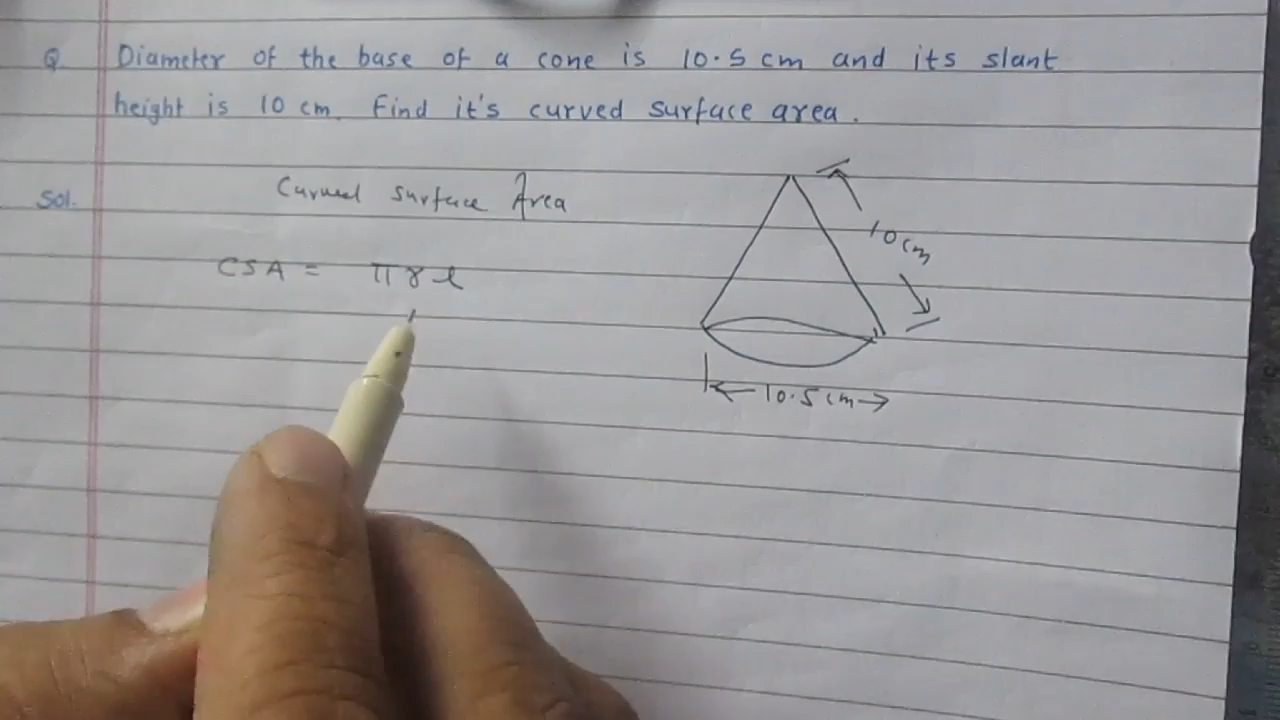 Q Diameter of the base of a cone is 10.5 cm and its slant
height is 10 cm. Find it's curved surface area.
Sol. Curved surface Area
CSA = πrl
10 cm
10.5 cm